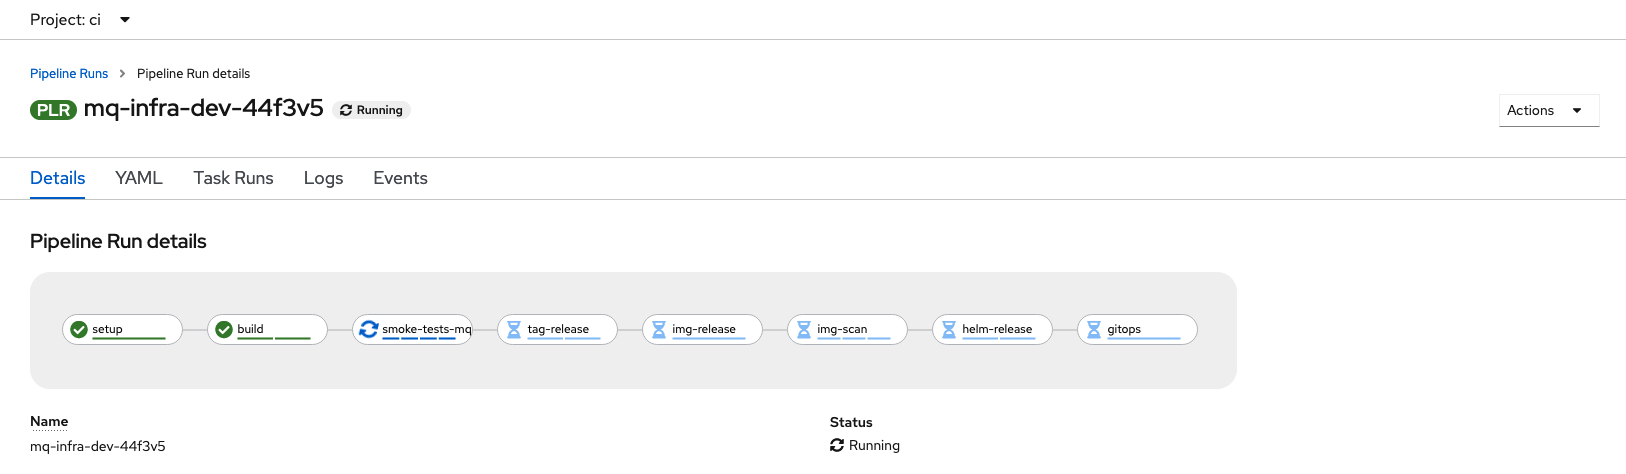 Project: ci
Pipeline Runs > Pipeline Run details
PLR mq-infra-dev-44f3v5 Running
Actions
Details YAML Task Runs Logs Events
Pipeline Run details
setup build smoke-tests-mq tag-release img-release img-scan helm-release gitops
Name
mq-infra-dev-44f3v5
Status
Running